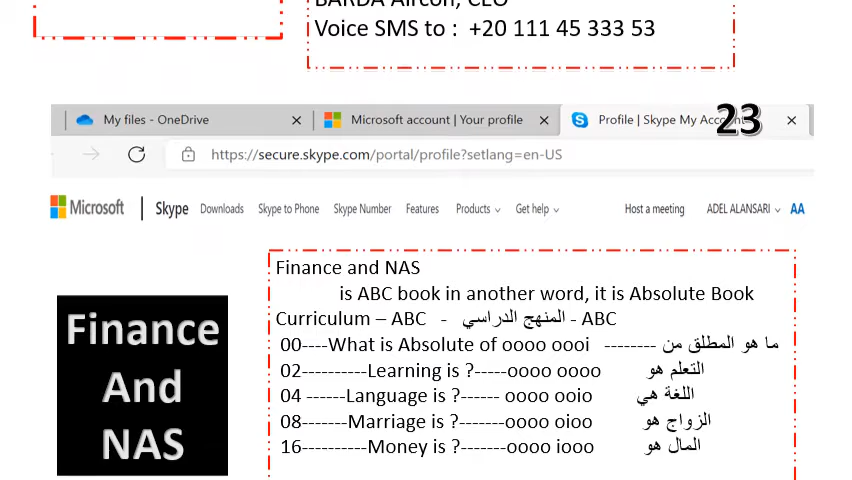 BARDA Aircon, CEO
Voice SMS to :  +20 111 45 333 53
My files - OneDrive
Microsoft account | Your profile
Profile | Skype My Account
23
https://secure.skype.com/portal/profile?setlang=en-US
Microsoft | Skype Downloads Skype to Phone Skype Number Features Products Get help Host a meeting ADEL ALANSARI AA
Finance
And
NAS
Finance and NAS
is ABC book in another word, it is Absolute Book
Curriculum – ABC - المنهج الدراسي - ABC
00----What is Absolute of oooo oooi -------- ما هو المطلق من
02----------Learning is ?-----oooo oooo التعلم هو
04 ------Language is ?------ oooo ooio اللغة هي
08-------Marriage is ?-------oooo oioo الزواج هو
16----------Money is ?-------oooo iooo المال هو